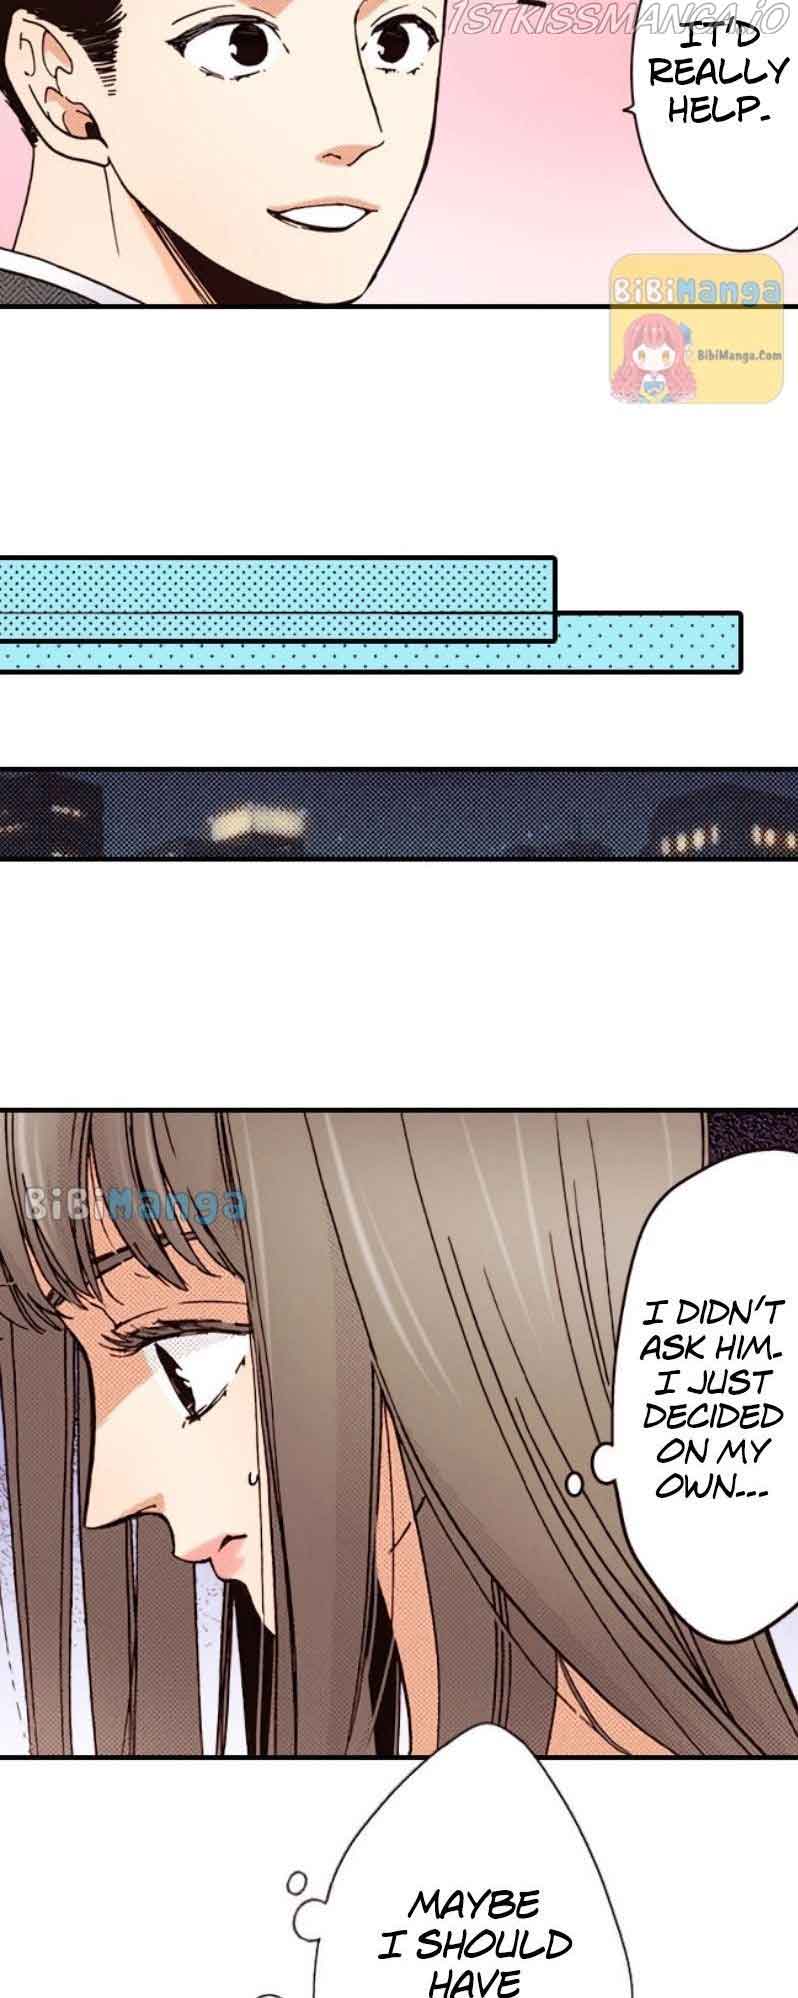 1STKISSMANGA.IO
IT'D
REALLY
HELP.
BiBiManga
BibiManga.Com
BiBiManga
I DIDN'T
ASK HIM.
I JUST
DECIDED
ON MY
OWN...
MAYBE
I SHOULD
HAVE